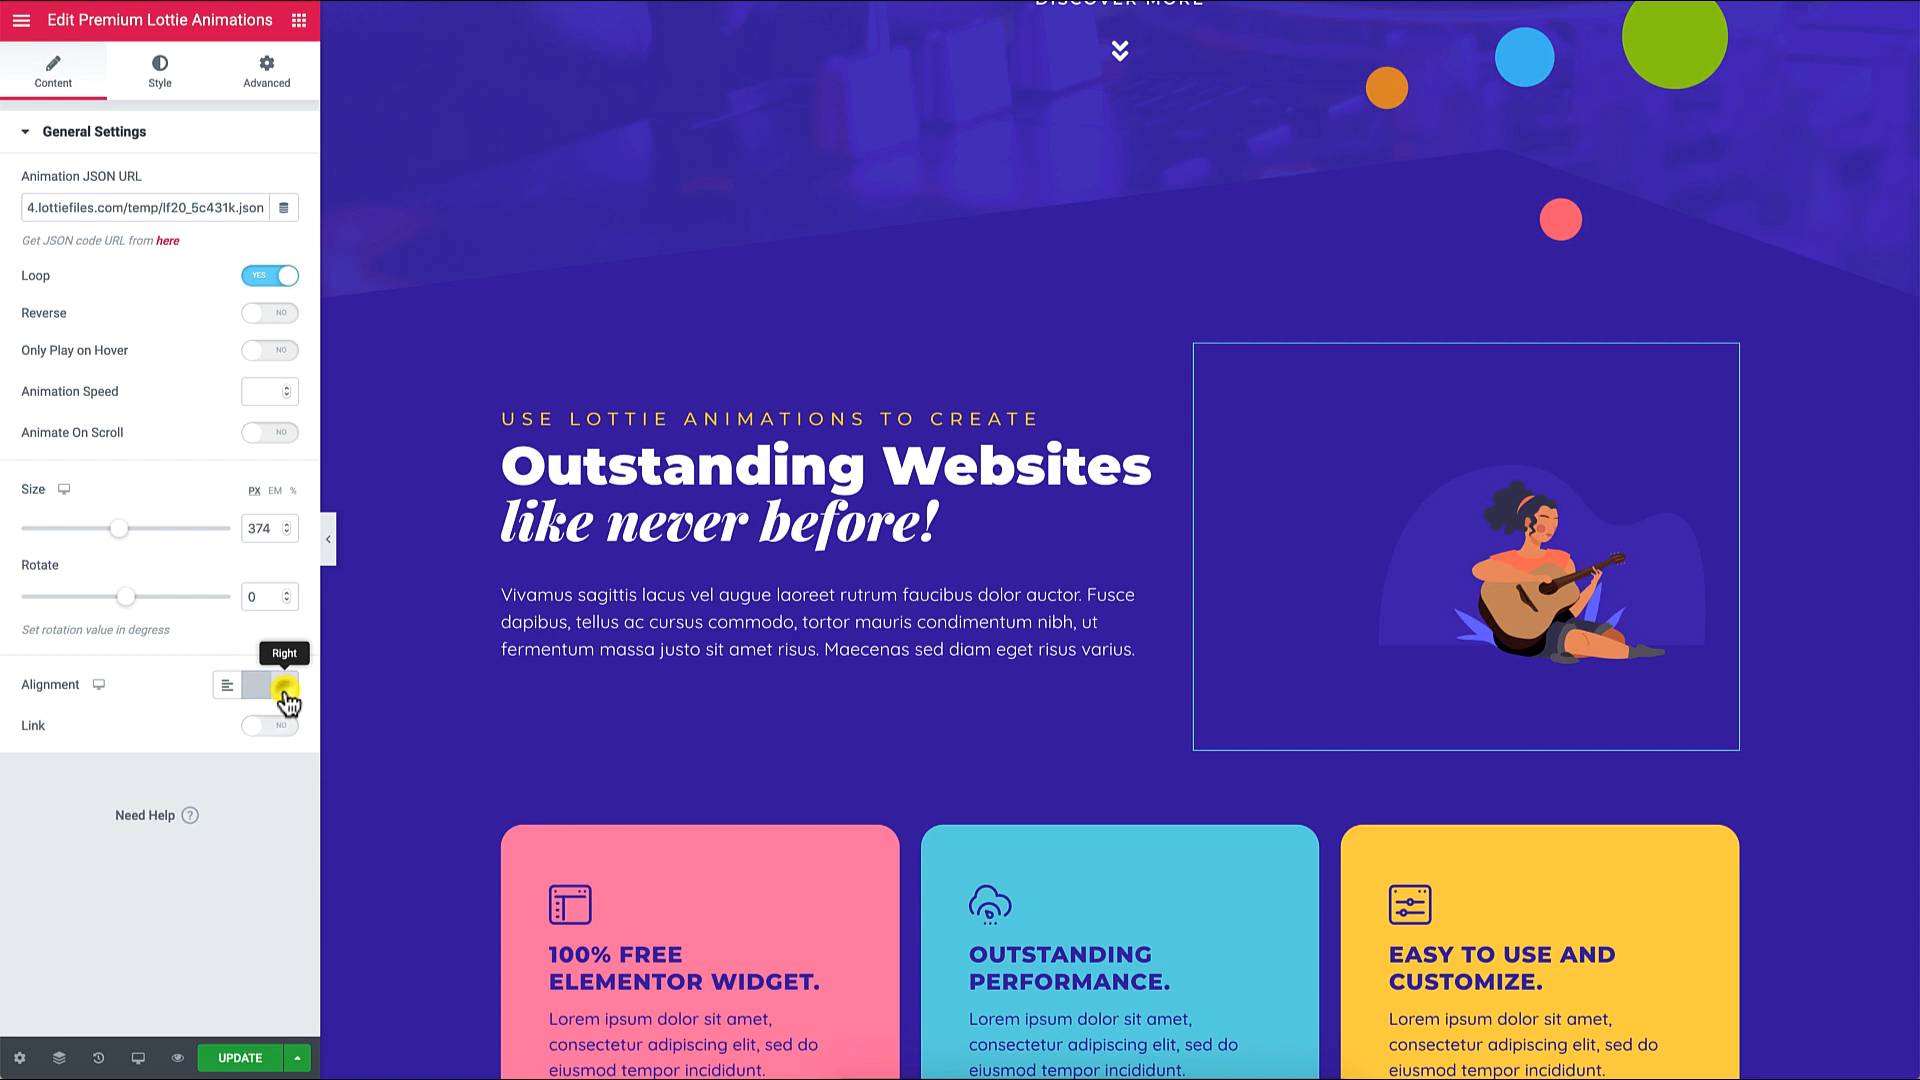 Edit Premium Lottie Animations
Content
Style
Advanced
General Settings
Animation JSON URL
4.lottiefiles.com/temp/lf20_5c431k.json
Get JSON code URL from here
Loop
YES
Reverse
NO
Only Play on Hover
NO
Animation Speed
Animate On Scroll
NO
Size
PX EM %
374
Rotate
0
Set rotation value in degress
Right
Alignment
Link
NO
Need Help ?
UPDATE
DISCOVER MORE
USE LOTTIE ANIMATIONS TO CREATE
Outstanding Websites
like never before!
Vivamus sagittis lacus vel augue laoreet rutrum faucibus dolor auctor. Fusce
dapibus, tellus ac cursus commodo, tortor mauris condimentum nibh, ut
fermentum massa justo sit amet risus. Maecenas sed diam eget risus varius.
100% FREE
ELEMENTOR WIDGET.
Lorem ipsum dolor sit amet,
consectetur adipiscing elit, sed do
eiusmod tempor incididunt.
OUTSTANDING
PERFORMANCE.
Lorem ipsum dolor sit amet,
consectetur adipiscing elit, sed do
eiusmod tempor incididunt.
EASY TO USE AND
CUSTOMIZE.
Lorem ipsum dolor sit amet,
consectetur adipiscing elit, sed do
eiusmod tempor incididunt.